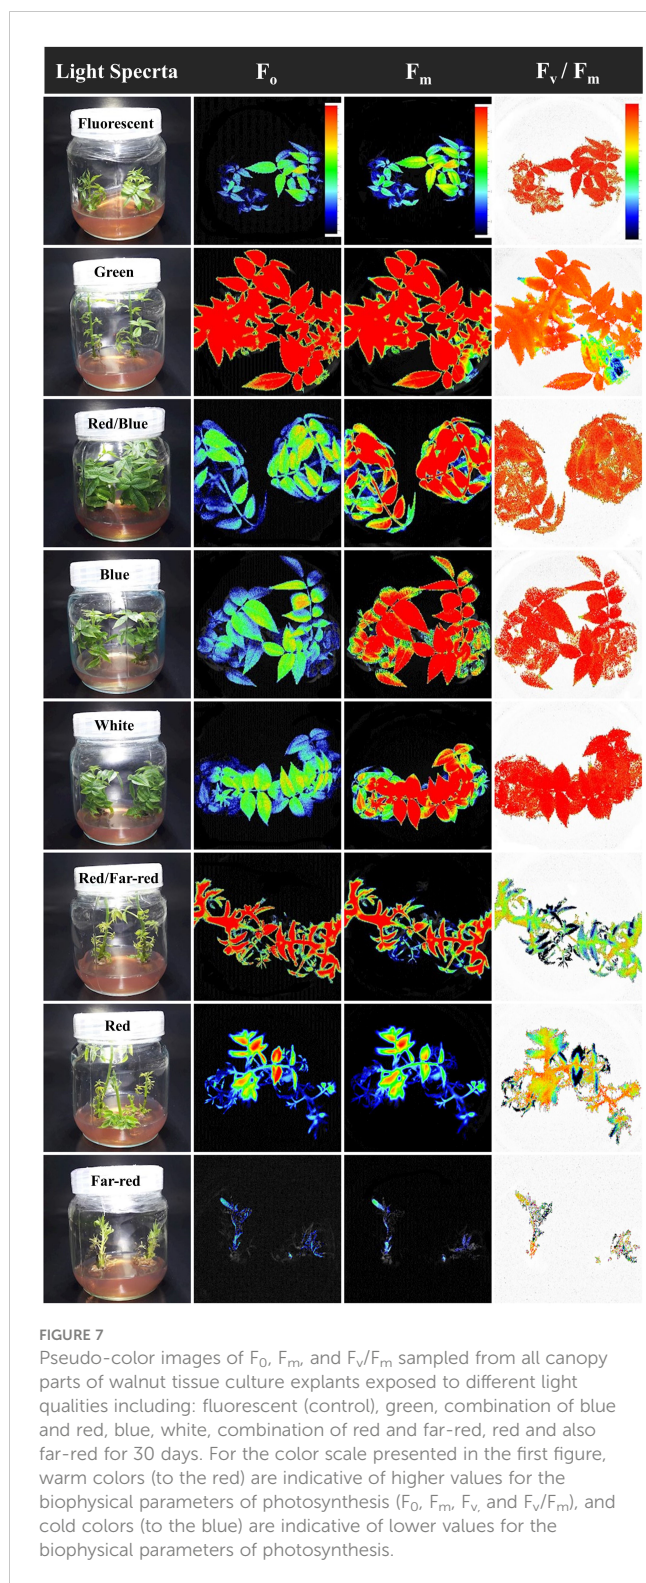 Light Specrta F₀ Fₘ Fᵥ / Fₘ
Fluorescent
Green
Red/Blue
Blue
White
Red/Far-red
Red
Far-red
FIGURE 7
Pseudo-color images of F₀, Fₘ, and Fᵥ/Fₘ sampled from all canopy
parts of walnut tissue culture explants exposed to different light
qualities including: fluorescent (control), green, combination of blue
and red, blue, white, combination of red and far-red, red and also
far-red for 30 days. For the color scale presented in the first figure,
warm colors (to the red) are indicative of higher values for the
biophysical parameters of photosynthesis (F₀, Fₘ, Fᵥ, and Fᵥ/Fₘ), and
cold colors (to the blue) are indicative of lower values for the
biophysical parameters of photosynthesis.